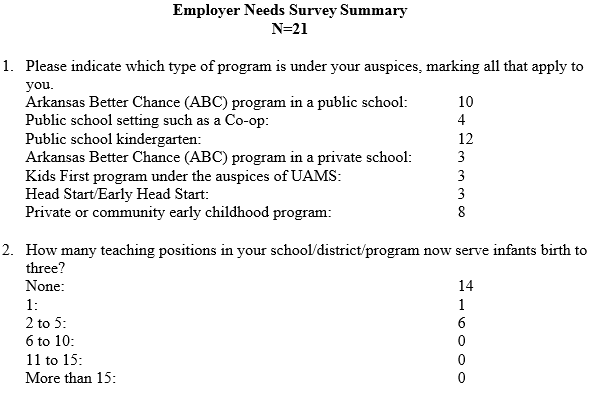 Employer Needs Survey Summary
N=21
1. Please indicate which type of program is under your auspices, marking all that apply to
you.
Arkansas Better Chance (ABC) program in a public school: 10
Public school setting such as a Co-op: 4
Public school kindergarten: 12
Arkansas Better Chance (ABC) program in a private school: 3
Kids First program under the auspices of UAMS: 3
Head Start/Early Head Start: 3
Private or community early childhood program: 8
2. How many teaching positions in your school/district/program now serve infants birth to
three?
None: 14
1: 1
2 to 5: 6
6 to 10: 0
11 to 15: 0
More than 15: 0